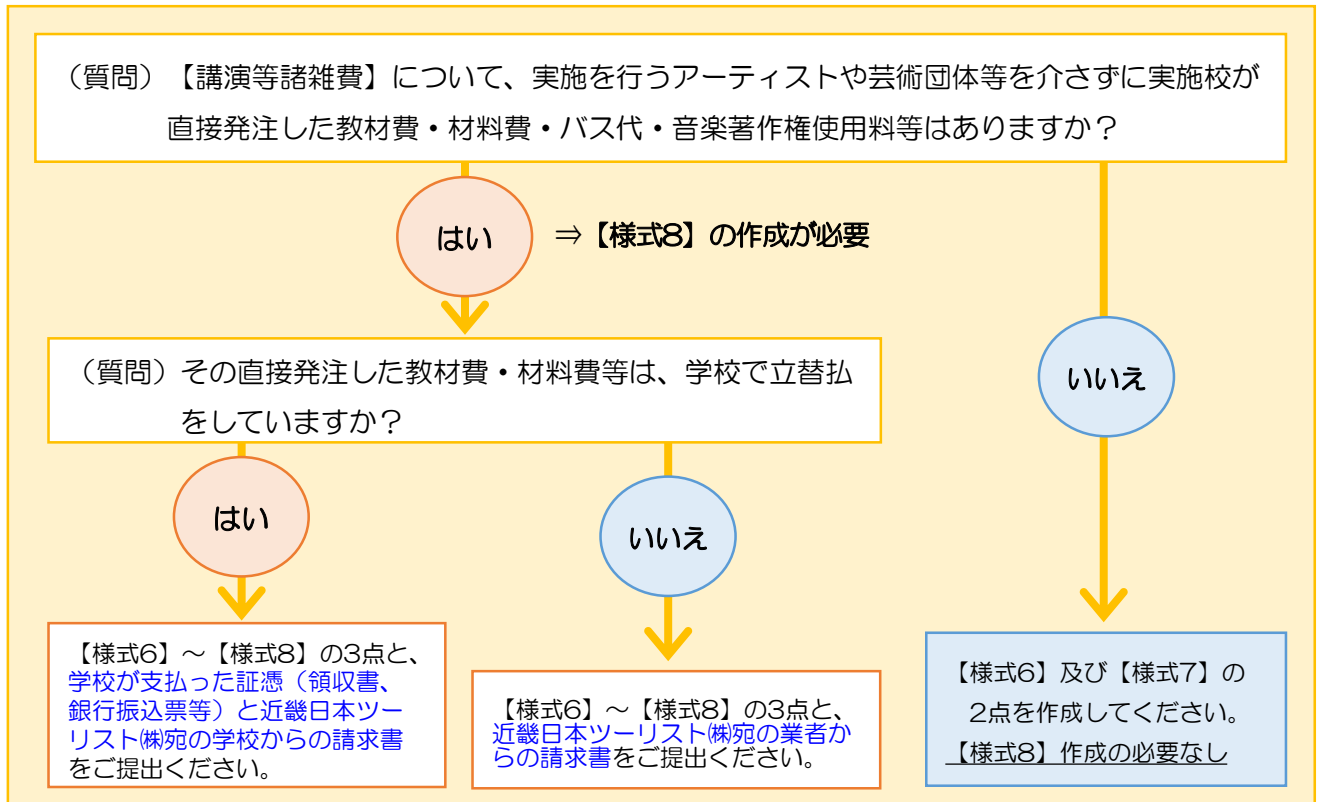 （質問）【講演等諸雑費】について、実施を行うアーティストや芸術団体等を介さずに実施校が
直接発注した教材費・材料費・バス代・音楽著作権使用料等はありますか？
はい
⇒【様式8】の作成が必要
（質問）その直接発注した教材費・材料費等は、学校で立替払
をしていますか？
いいえ
はい
いいえ
【様式6】～【様式8】の3点と、
学校が支払った証憑（領収書、
銀行振込票等）と近畿日本ツー
リスト㈱宛の学校からの請求書
をご提出ください。
【様式6】～【様式8】の3点と、
近畿日本ツーリスト㈱宛の業者か
らの請求書をご提出ください。
【様式6】及び【様式7】の
2点を作成してください。
【様式8】作成の必要なし